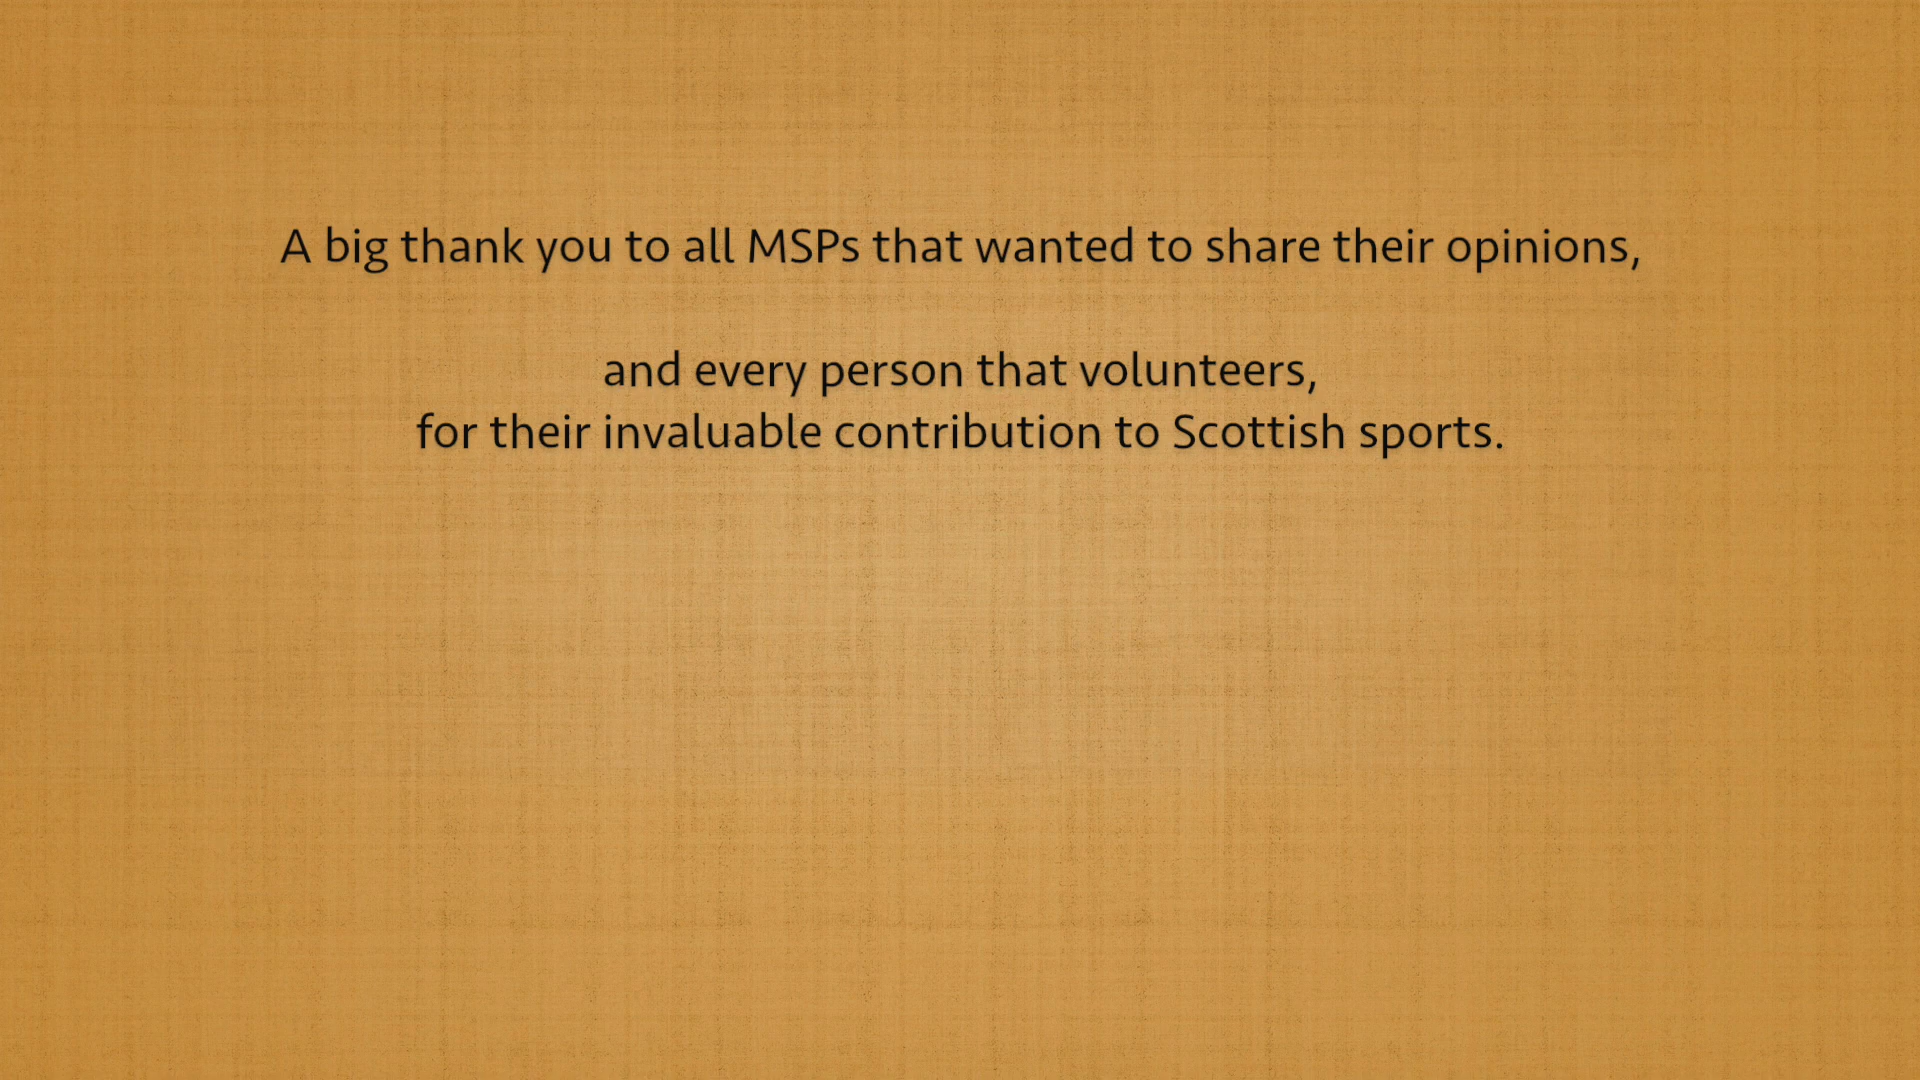 A big thank you to all MSPs that wanted to share their opinions,
and every person that volunteers,
for their invaluable contribution to Scottish sports.